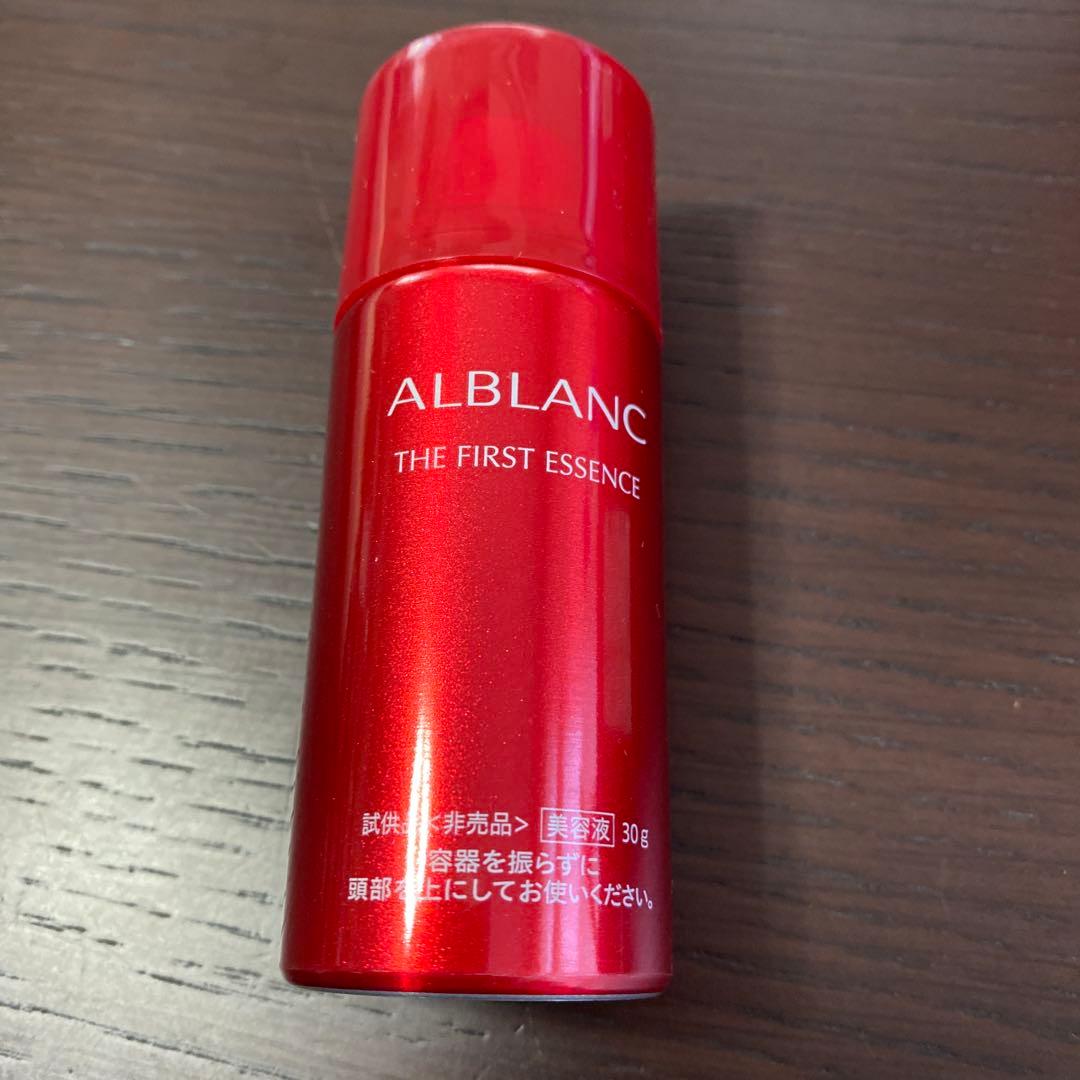 ALBLANC
THE FIRST ESSENCE
試供品<非売品> 美容液 30g
容器を振らずに
頭部を上にしてお使いください。